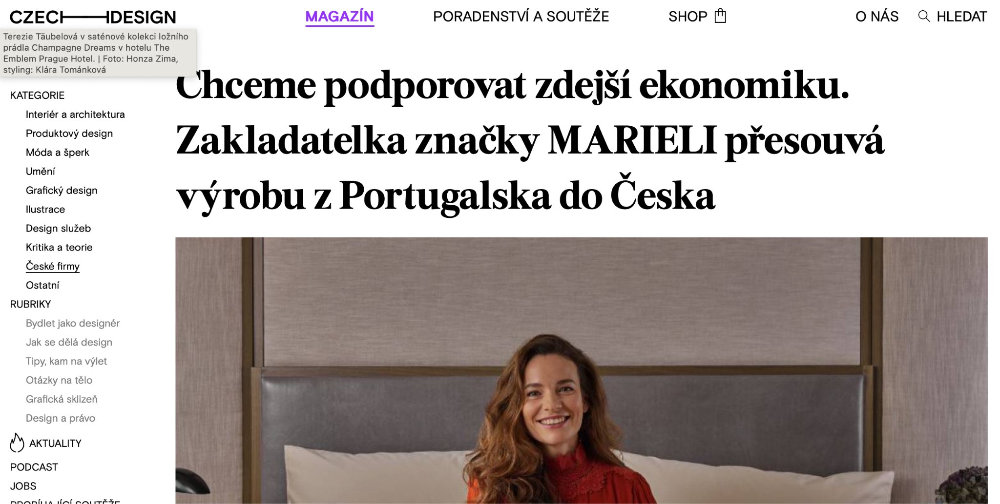 CZECHDESIGN
MAGAZÍN
PORADENSTVÍ A SOUTĚŽE
SHOP
O NÁS
HLEDAT
Terezie Täubelová v saténové kolekci ložního
prádla Champagne Dreams v hotelu The
Emblem Prague Hotel. | Foto: Honza Zima,
styling: Klára Tománková
KATEGORIE
Interiér a architektura
Produktový design
Móda a šperk
Umění
Grafický design
Ilustrace
Design služeb
Kritika a teorie
České firmy
Ostatní
RUBRIKY
Bydlet jako designér
Jak se dělá design
Tipy, kam na výlet
Otázky na tělo
Grafická sklizeň
Design a právo
AKTUALITY
PODCAST
JOBS
PROBÍHAJÍCÍ SOUTĚŽE
Chceme podporovat zdejší ekonomiku.
Zakladatelka značky MARIELI přesouvá
výrobu z Portugalska do Česka